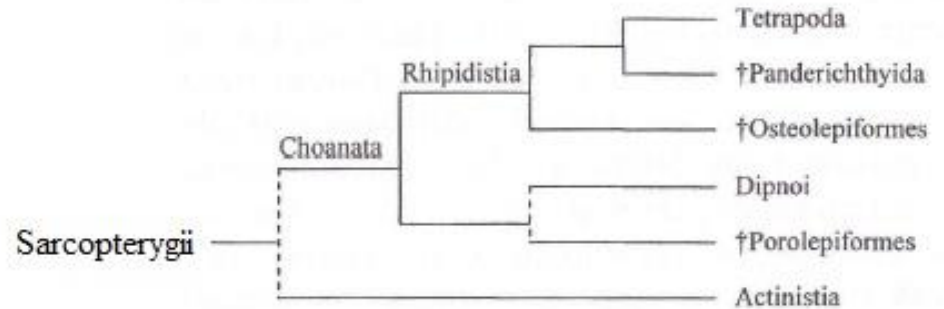 Tetrapoda
Rhipidistia
†Panderichthyida
†Osteolepiformes
Choanata
Dipnoi
Sarcopterygii
†Porolepiformes
Actinistia